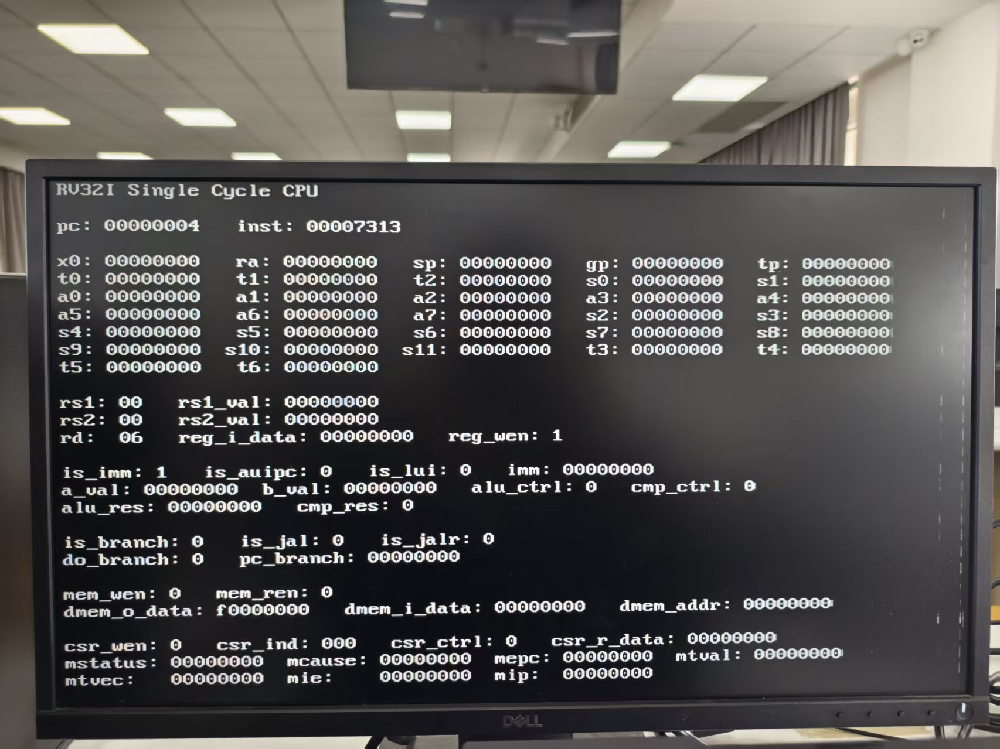 RV32I Single Cycle CPU
pc: 00000004 inst: 00007313
x0: 00000000 ra: 00000000 sp: 00000000 gp: 00000000 tp: 00000000
t0: 00000000 t1: 00000000 t2: 00000000 s0: 00000000 s1: 00000000
a0: 00000000 a1: 00000000 a2: 00000000 a3: 00000000 a4: 00000000
a5: 00000000 a6: 00000000 a7: 00000000 s2: 00000000 s3: 00000000
s4: 00000000 s5: 00000000 s6: 00000000 s7: 00000000 s8: 00000000
s9: 00000000 s10: 00000000 s11: 00000000 t3: 00000000 t4: 00000000
t5: 00000000 t6: 00000000
rs1: 00 rs1_val: 00000000
rs2: 00 rs2_val: 00000000
rd: 06 reg_i_data: 00000000 reg_wen: 1
is_imm: 1 is_auipc: 0 is_lui: 0 imm: 00000000
a_val: 00000000 b_val: 00000000 alu_ctrl: 0 cmp_ctrl: 0
alu_res: 00000000 cmp_res: 0
is_branch: 0 is_jal: 0 is_jalr: 0
do_branch: 0 pc_branch: 00000000
mem_wen: 0 mem_ren: 0
dmem_o_data: f0000000 dmem_i_data: 00000000 dmem_addr: 00000000
csr_wen: 0 csr_ind: 000 csr_ctrl: 0 csr_r_data: 00000000
mstatus: 00000000 mcause: 00000000 mepc: 00000000 mtval: 00000000
mtvec: 00000000 mie: 00000000 mip: 00000000
DELL